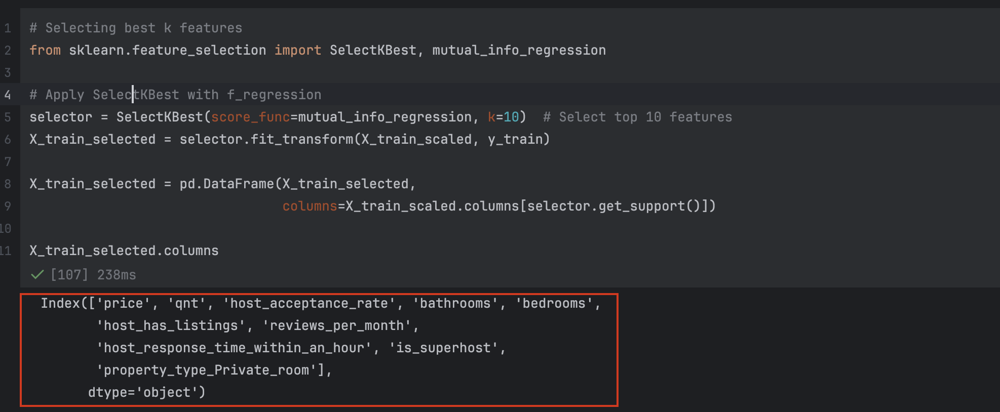 1 # Selecting best k features
2 from sklearn.feature_selection import SelectKBest, mutual_info_regression
3
4 # Apply SelectKBest with f_regression
5 selector = SelectKBest(score_func=mutual_info_regression, k=10)  # Select top 10 features
6 X_train_selected = selector.fit_transform(X_train_scaled, y_train)
7
8 X_train_selected = pd.DataFrame(X_train_selected,
9                                 columns=X_train_scaled.columns[selector.get_support()])
10
11 X_train_selected.columns
✓ [107] 238ms
Index(['price', 'qnt', 'host_acceptance_rate', 'bathrooms', 'bedrooms',
       'host_has_listings', 'reviews_per_month',
       'host_response_time_within_an_hour', 'is_superhost',
       'property_type_Private_room'],
      dtype='object')